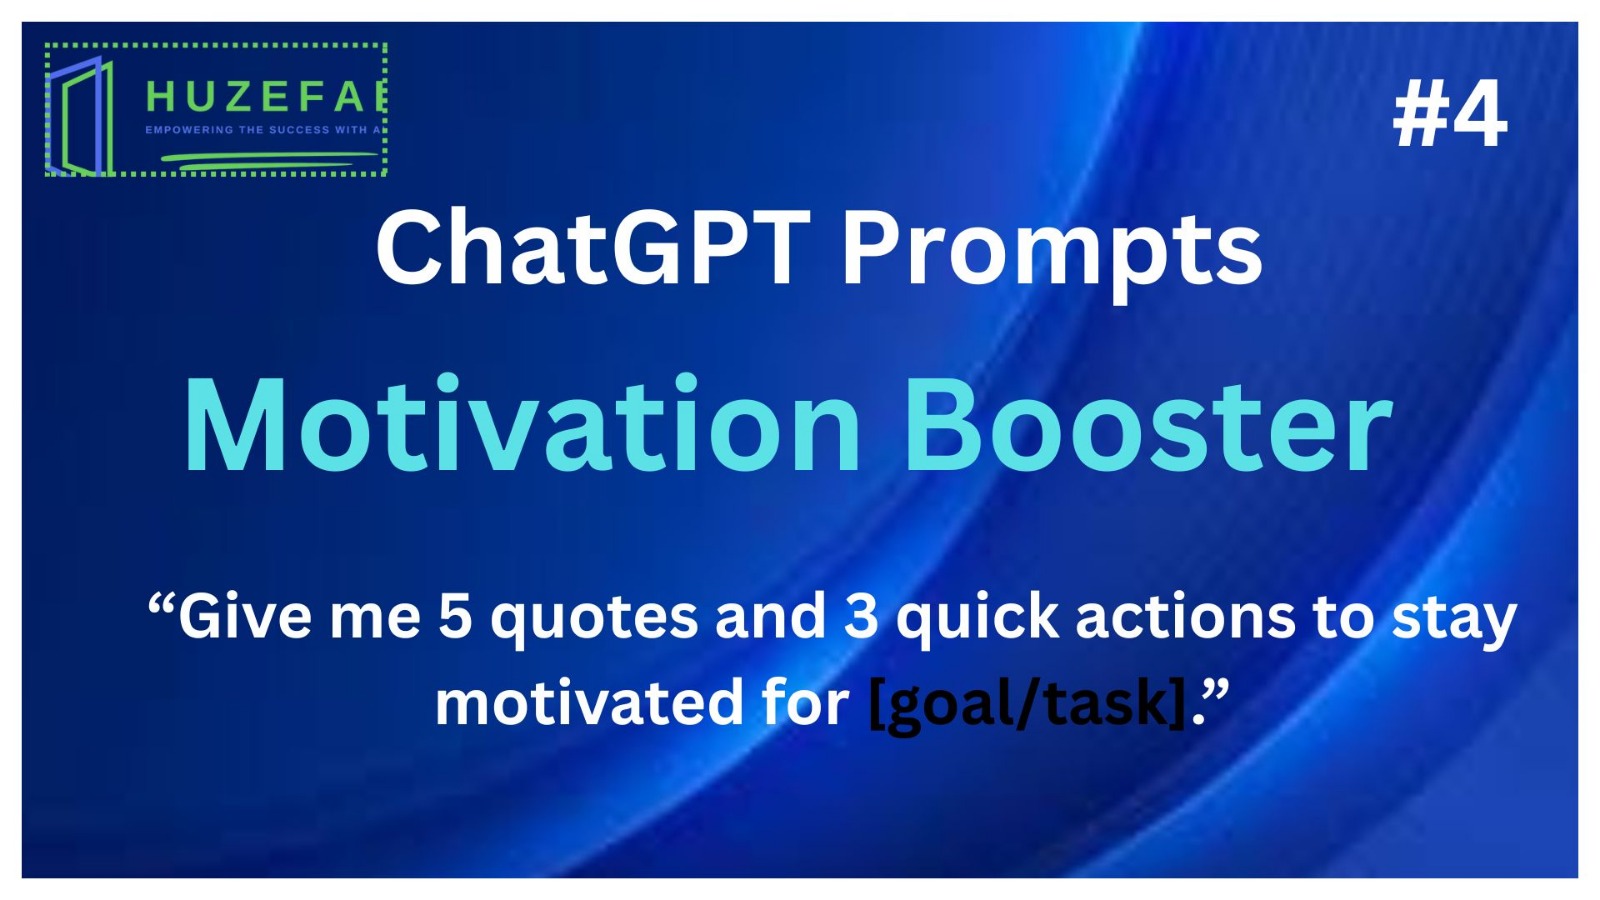 HUZEFAI
EMPOWERING THE SUCCESS WITH A
#4
ChatGPT Prompts
Motivation Booster
“Give me 5 quotes and 3 quick actions to stay
motivated for [goal/task].”